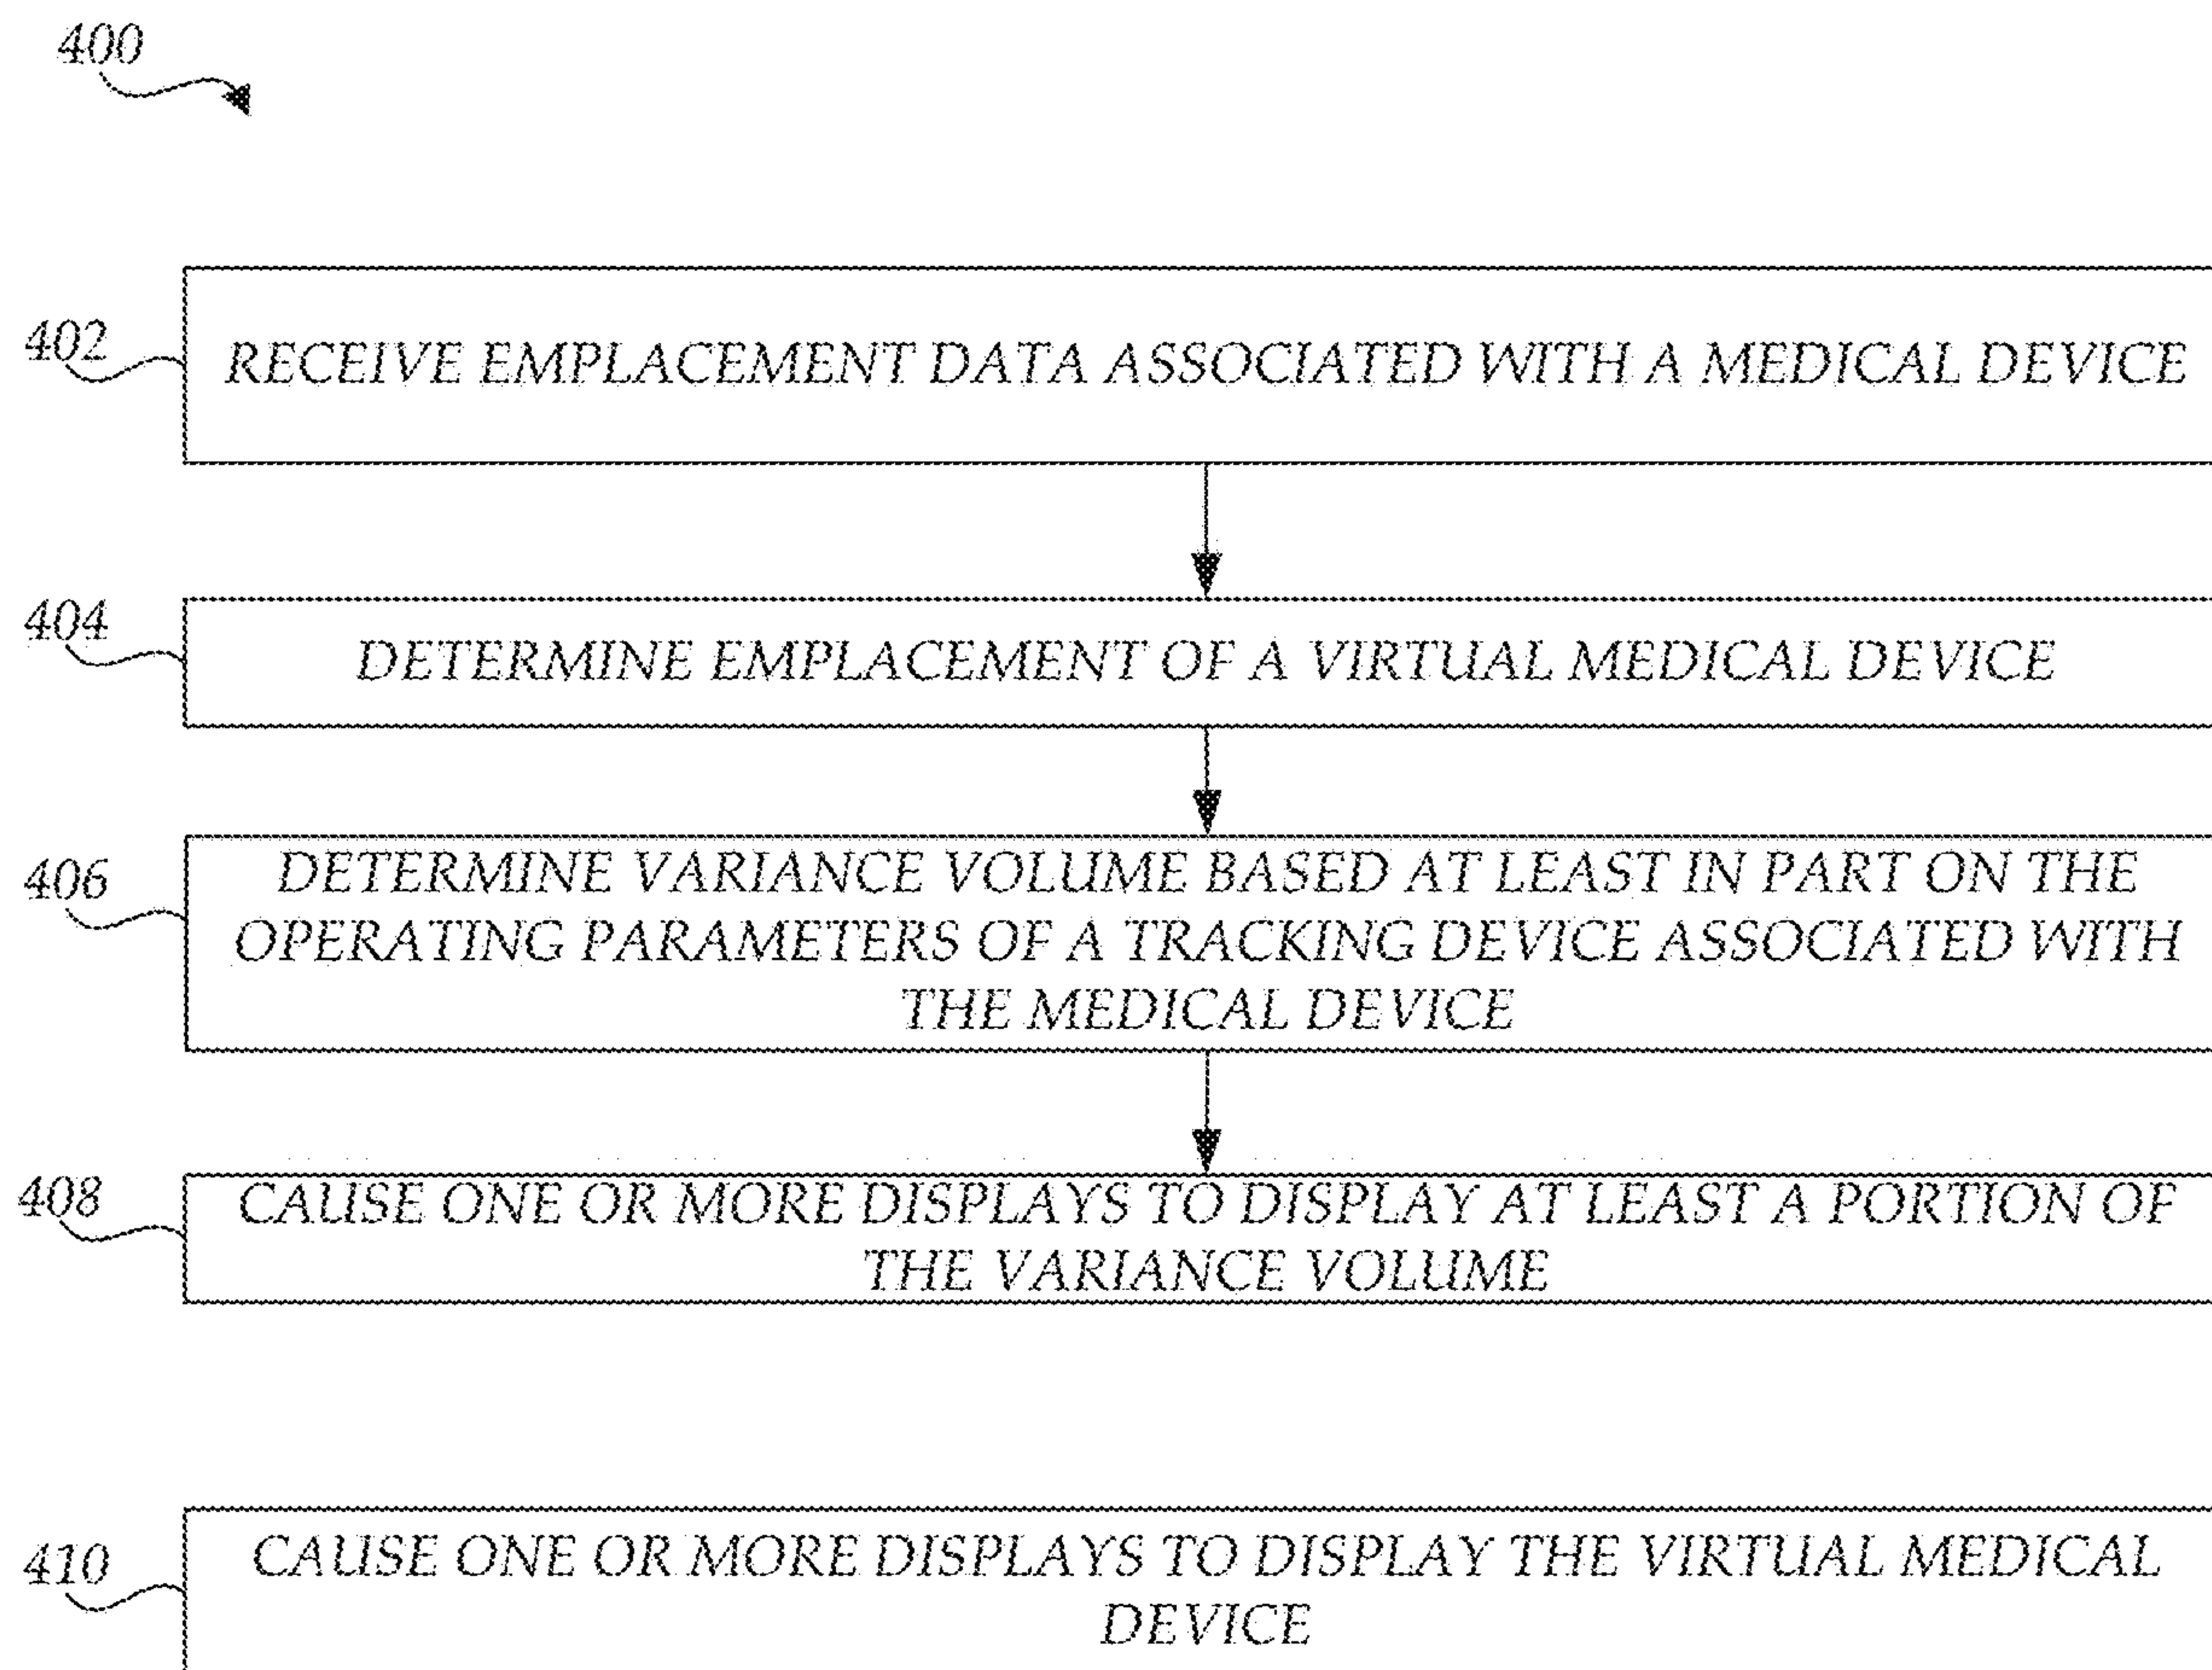 400
402
RECEIVE EMPLACEMENT DATA ASSOCIATED WITH A MEDICAL DEVICE
404
DETERMINE EMPLACEMENT OF A VIRTUAL MEDICAL DEVICE
406
DETERMINE VARIANCE VOLUME BASED AT LEAST IN PART ON THE
OPERATING PARAMETERS OF A TRACKING DEVICE ASSOCIATED WITH
THE MEDICAL DEVICE
408
CAUSE ONE OR MORE DISPLAYS TO DISPLAY AT LEAST A PORTION OF
THE VARIANCE VOLUME
410
CAUSE ONE OR MORE DISPLAYS TO DISPLAY THE VIRTUAL MEDICAL
DEVICE